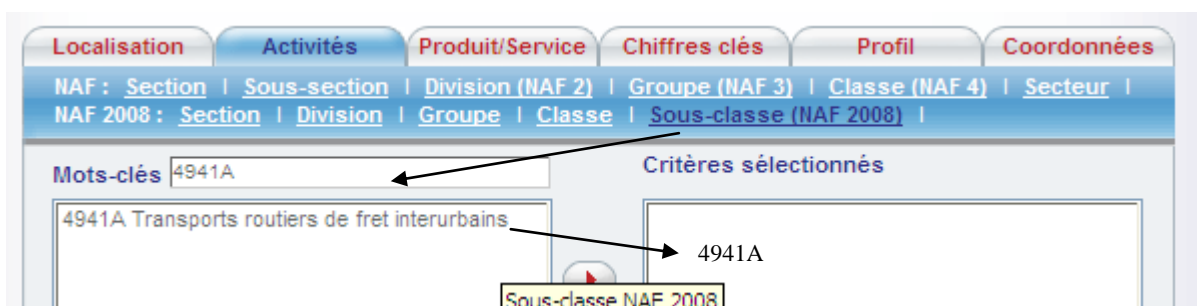 Localisation Activités Produit/Service Chiffres clés Profil Coordonnées
NAF : Section | Sous-section | Division (NAF 2) | Groupe (NAF 3) | Classe (NAF 4) | Secteur |
NAF 2008 : Section | Division | Groupe | Classe | Sous-classe (NAF 2008) |
Mots-clés 4941A
Critères sélectionnés
4941A Transports routiers de fret interurbains
4941A
Sous-classe NAF 2008